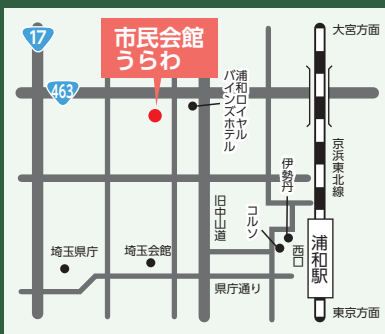 17
市民会館
うらわ
大宮方面
463
浦和ロイヤル
パインズホテル
京浜東北線
伊勢丹
旧中山道
コルソ
西口
浦和駅
埼玉県庁
埼玉会館
県庁通り
東京方面